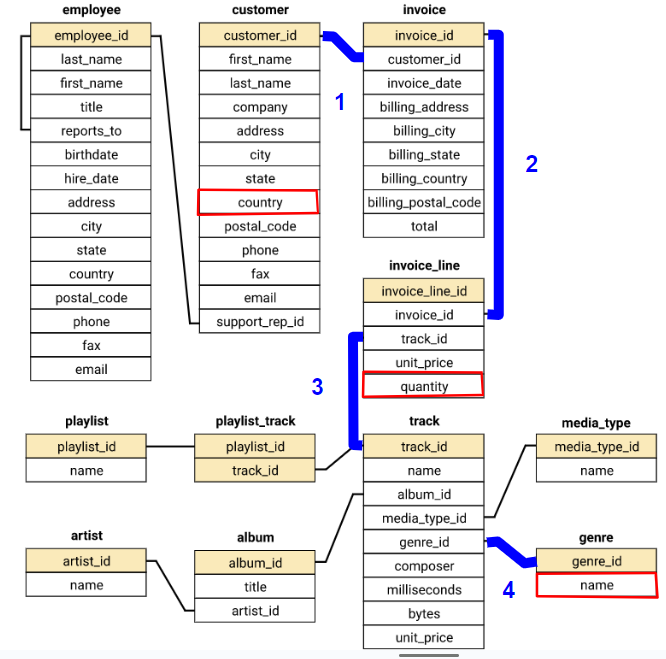 employee
employee_id
last_name
first_name
title
reports_to
birthdate
hire_date
address
city
state
country
postal_code
phone
fax
email
customer
customer_id
first_name
last_name
company
address
city
state
country
postal_code
phone
fax
email
support_rep_id
1
invoice
invoice_id
customer_id
invoice_date
billing_address
billing_city
billing_state
billing_country
billing_postal_code
total
2
invoice_line
invoice_line_id
invoice_id
track_id
unit_price
quantity
3
playlist
playlist_id
name
playlist_track
playlist_id
track_id
track
track_id
name
album_id
media_type_id
genre_id
composer
milliseconds
bytes
unit_price
media_type
media_type_id
name
artist
artist_id
name
album
album_id
title
artist_id
4
genre
genre_id
name